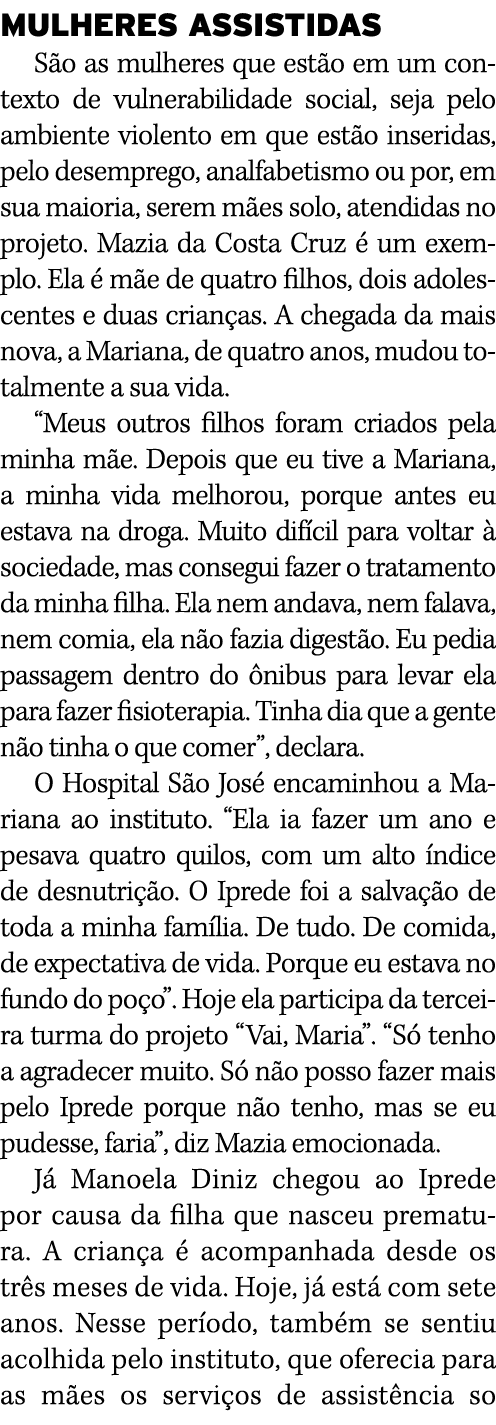 MULHERES ASSISTIDAS
São as mulheres que estão em um con-
texto de vulnerabilidade social, seja pelo
ambiente violento em que estão inseridas,
pelo desemprego, analfabetismo ou por, em
sua maioria, serem mães solo, atendidas no
projeto. Mazia da Costa Cruz é um exem-
plo. Ela é mãe de quatro filhos, dois adoles-
centes e duas crianças. A chegada da mais
nova, a Mariana, de quatro anos, mudou to-
talmente a sua vida.
“Meus outros filhos foram criados pela
minha mãe. Depois que eu tive a Mariana,
a minha vida melhorou, porque antes eu
estava na droga. Muito difícil para voltar à
sociedade, mas consegui fazer o tratamento
da minha filha. Ela nem andava, nem falava,
nem comia, ela não fazia digestão. Eu pedia
passagem dentro do ônibus para levar ela
para fazer fisioterapia. Tinha dia que a gente
não tinha o que comer”, declara.
O Hospital São José encaminhou a Ma-
riana ao instituto. “Ela ia fazer um ano e
pesava quatro quilos, com um alto índice
de desnutrição. O Iprede foi a salvação de
toda a minha família. De tudo. De comida,
de expectativa de vida. Porque eu estava no
fundo do poço”. Hoje ela participa da tercei-
ra turma do projeto “Vai, Maria”. “Só tenho
a agradecer muito. Só não posso fazer mais
pelo Iprede porque não tenho, mas se eu
pudesse, faria”, diz Mazia emocionada.
Já Manoela Diniz chegou ao Iprede
por causa da filha que nasceu prematu-
ra. A criança é acompanhada desde os
três meses de vida. Hoje, já está com sete
anos. Nesse período, também se sentiu
acolhida pelo instituto, que oferecia para
as mães os serviços de assistência so